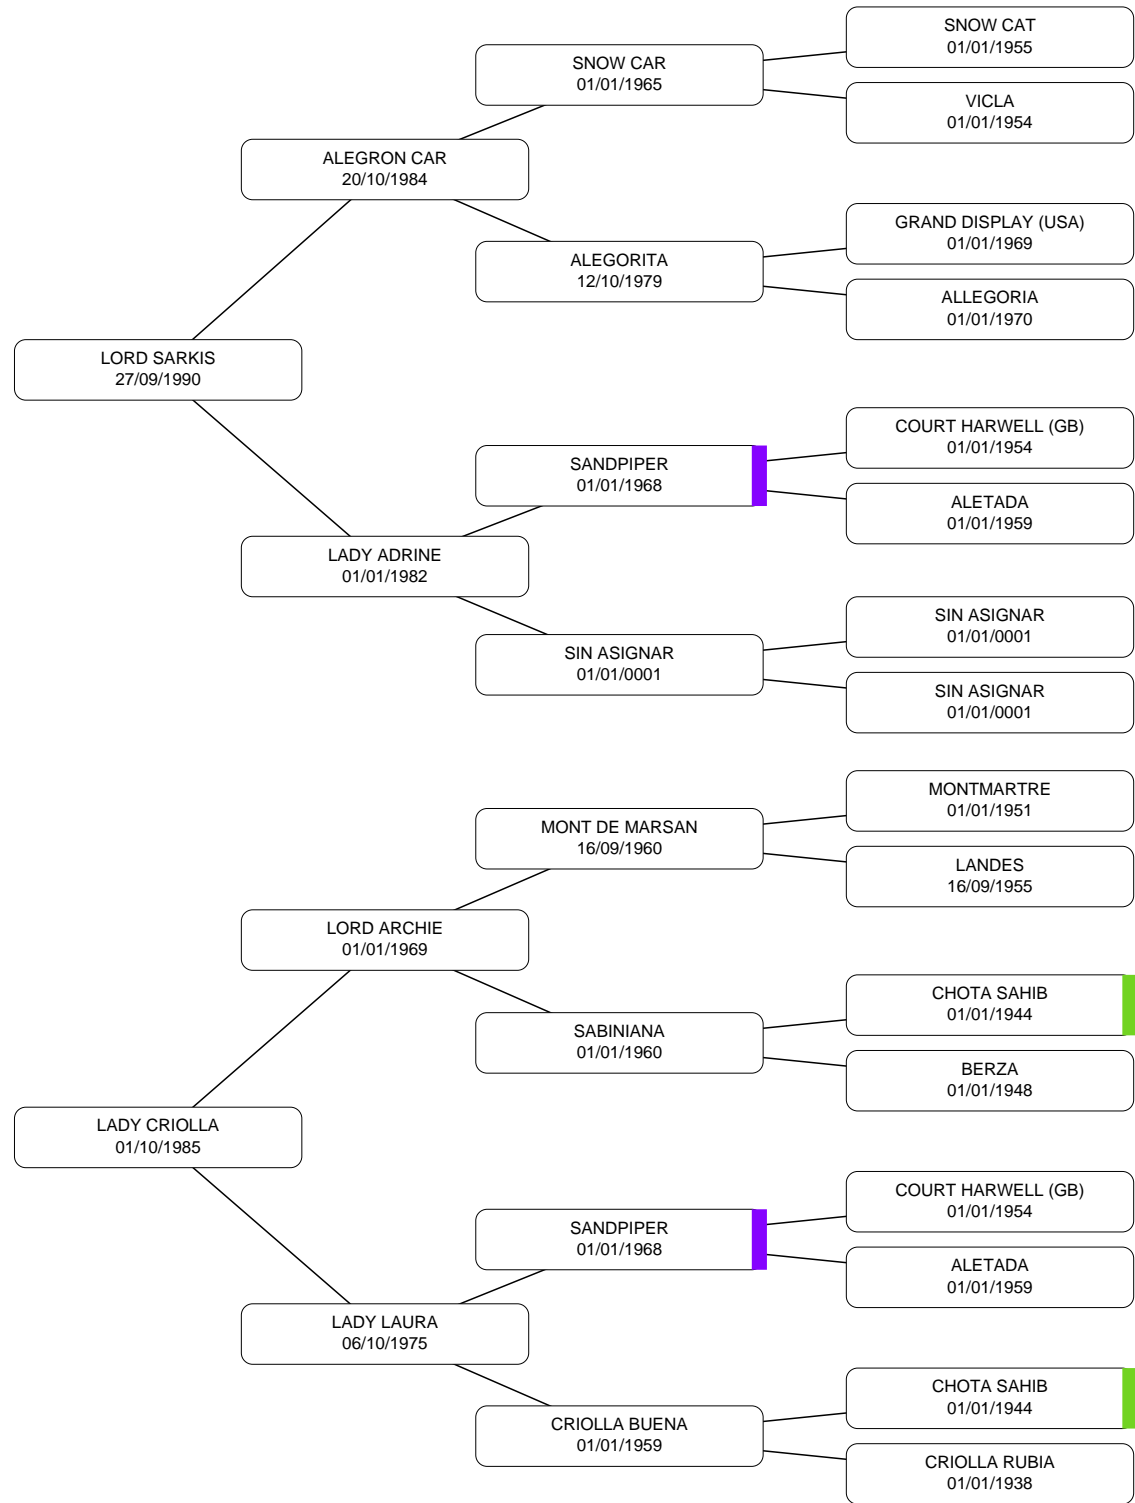 SNOW CAT
01/01/1955
SNOW CAR
01/01/1965
VICLA
01/01/1954
ALEGRON CAR
20/10/1984
GRAND DISPLAY (USA)
01/01/1969
ALEGORITA
12/10/1979
ALLEGORIA
01/01/1970
LORD SARKIS
27/09/1990
COURT HARWELL (GB)
01/01/1954
SANDPIPER
01/01/1968
ALETADA
01/01/1959
LADY ADRINE
01/01/1982
SIN ASIGNAR
01/01/0001
SIN ASIGNAR
01/01/0001
SIN ASIGNAR
01/01/0001
MONTMARTRE
01/01/1951
MONT DE MARSAN
16/09/1960
LANDES
16/09/1955
LORD ARCHIE
01/01/1969
CHOTA SAHIB
01/01/1944
SABINIANA
01/01/1960
BERZA
01/01/1948
LADY CRIOLLA
01/10/1985
COURT HARWELL (GB)
01/01/1954
SANDPIPER
01/01/1968
ALETADA
01/01/1959
LADY LAURA
06/10/1975
CHOTA SAHIB
01/01/1944
CRIOLLA BUENA
01/01/1959
CRIOLLA RUBIA
01/01/1938